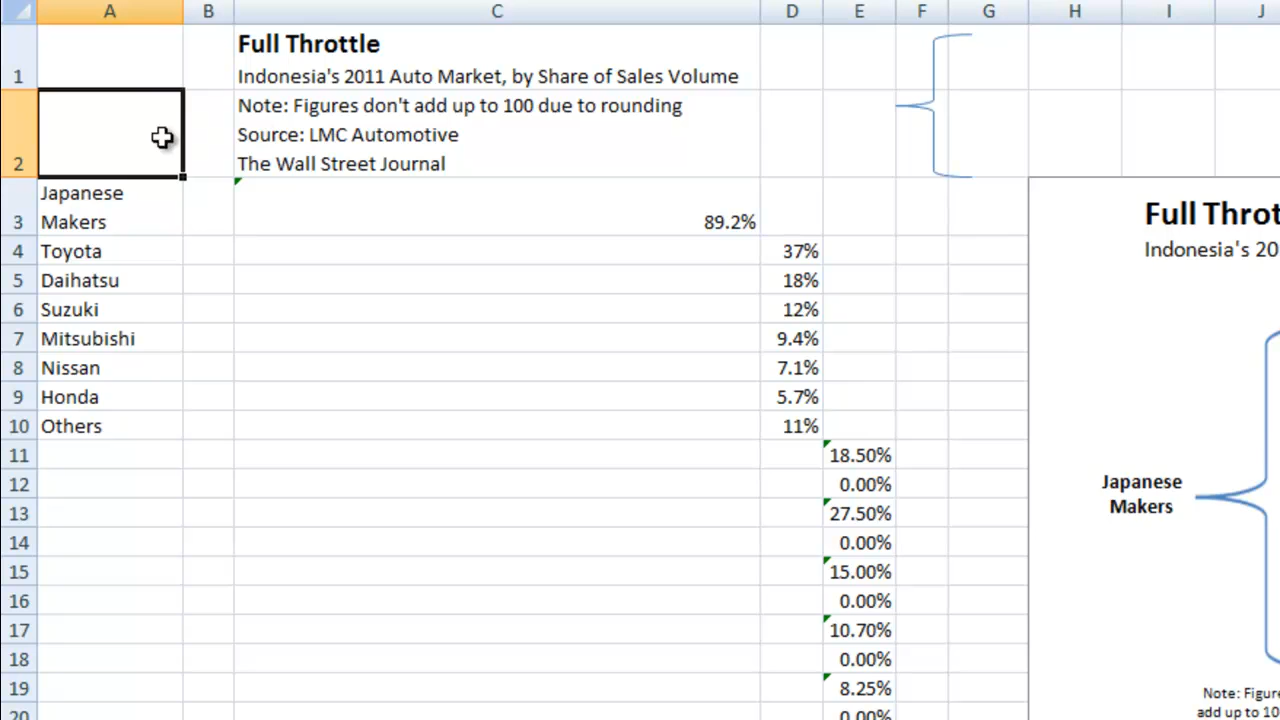 A B C D E F G H I J
1 Full Throttle
Indonesia's 2011 Auto Market, by Share of Sales Volume
2 Note: Figures don't add up to 100 due to rounding
Source: LMC Automotive
The Wall Street Journal
3 Japanese
Makers 89.2%
4 Toyota 37%
5 Daihatsu 18%
6 Suzuki 12%
7 Mitsubishi 9.4%
8 Nissan 7.1%
9 Honda 5.7%
10 Others 11%
11 18.50%
12 0.00%
13 27.50%
14 0.00%
15 15.00%
16 0.00%
17 10.70%
18 0.00%
19 8.25%
20 0.00%
Full Throt
Indonesia's 20
Japanese
Makers
Note: Figure
add up to 10